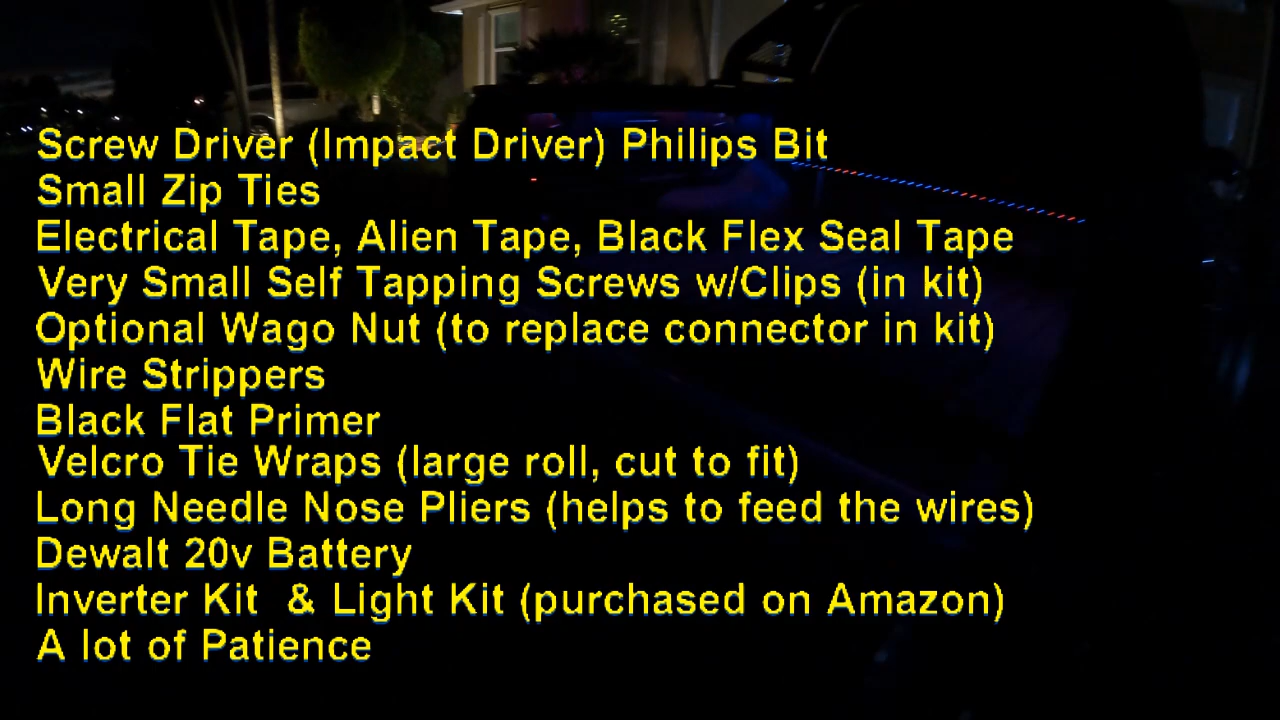 Screw Driver (Impact Driver) Philips Bit
Small Zip Ties
Electrical Tape, Alien Tape, Black Flex Seal Tape
Very Small Self Tapping Screws w/Clips (in kit)
Optional Wago Nut (to replace connector in kit)
Wire Strippers
Black Flat Primer
Velcro Tie Wraps (large roll, cut to fit)
Long Needle Nose Pliers (helps to feed the wires)
Dewalt 20v Battery
Inverter Kit  & Light Kit (purchased on Amazon)
A lot of Patience